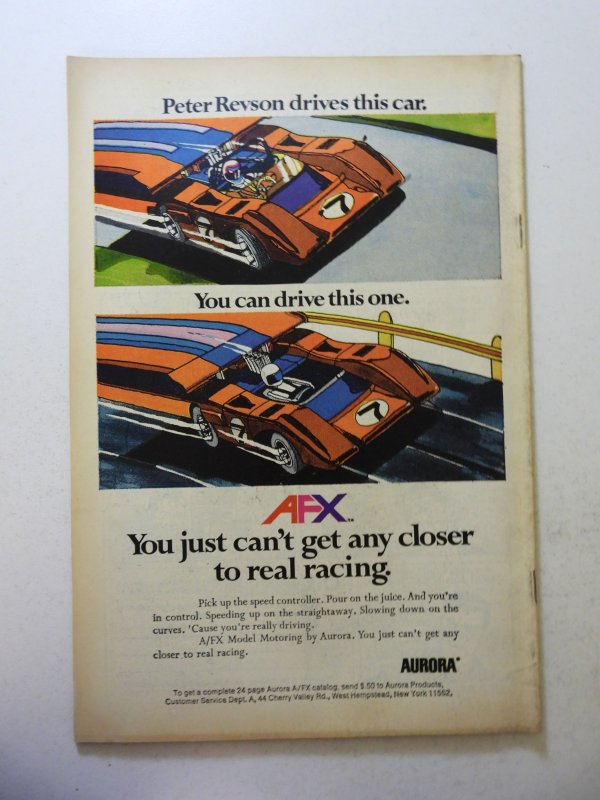 Peter Revson drives this car.
7
7
You can drive this one.
7
7
AFX™
You just can't get any closer
to real racing.
Pick up the speed controller. Pour on the juice. And you're
in control. Speeding up on the straightaway. Slowing down on the
curves. 'Cause you're really driving.
A/FX Model Motoring by Aurora. You just can't get any
closer to real racing.
AURORA®
To get a complete 24 page Aurora A/FX catalog, send $.50 to Aurora Products,
Customer Service Dept. A, 44 Cherry Valley Rd., West Hempstead, New York 11552.